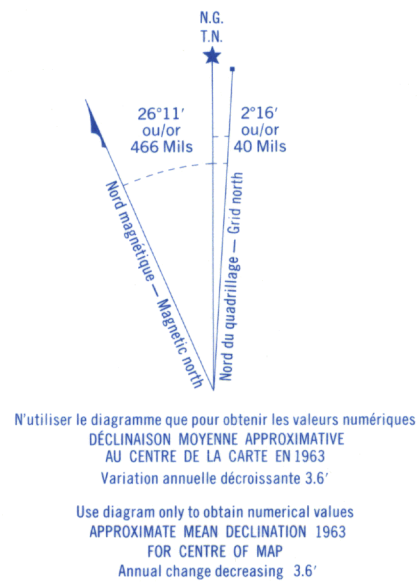 N.G.
T.N.
26°11′
ou/or
466 Mils
2°16′
ou/or
40 Mils
Nord magnétique — Magnetic north
Nord du quadrillage — Grid north
N'utiliser le diagramme que pour obtenir les valeurs numériques
DÉCLINAISON MOYENNE APPROXIMATIVE
AU CENTRE DE LA CARTE EN 1963
Variation annuelle décroissante 3.6′
Use diagram only to obtain numerical values
APPROXIMATE MEAN DECLINATION 1963
FOR CENTRE OF MAP
Annual change decreasing 3.6′